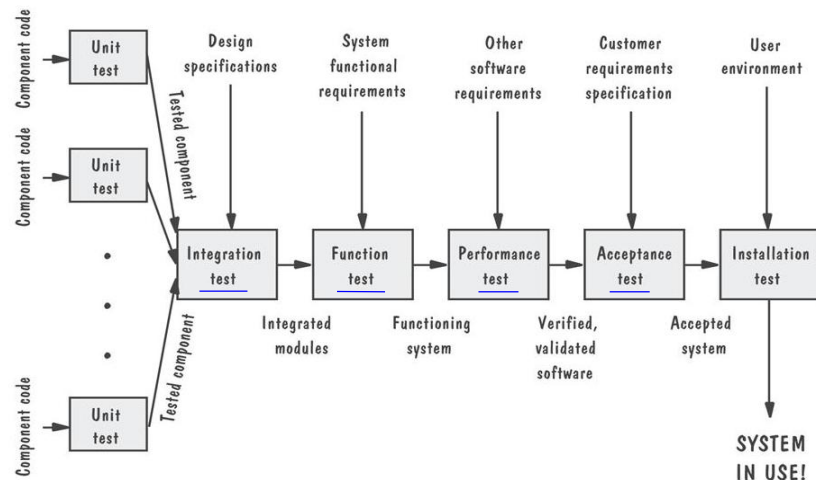 Component code
Unit
test
Design
specifications
System
functional
requirements
Other
software
requirements
Customer
requirements
specification
User
environment
Tested component
Component code
Unit
test
Integration
test
Function
test
Performance
test
Acceptance
test
Installation
test
Integrated
modules
Functioning
system
Verified,
validated
software
Accepted
system
Tested component
Component code
Unit
test
SYSTEM
IN USE!